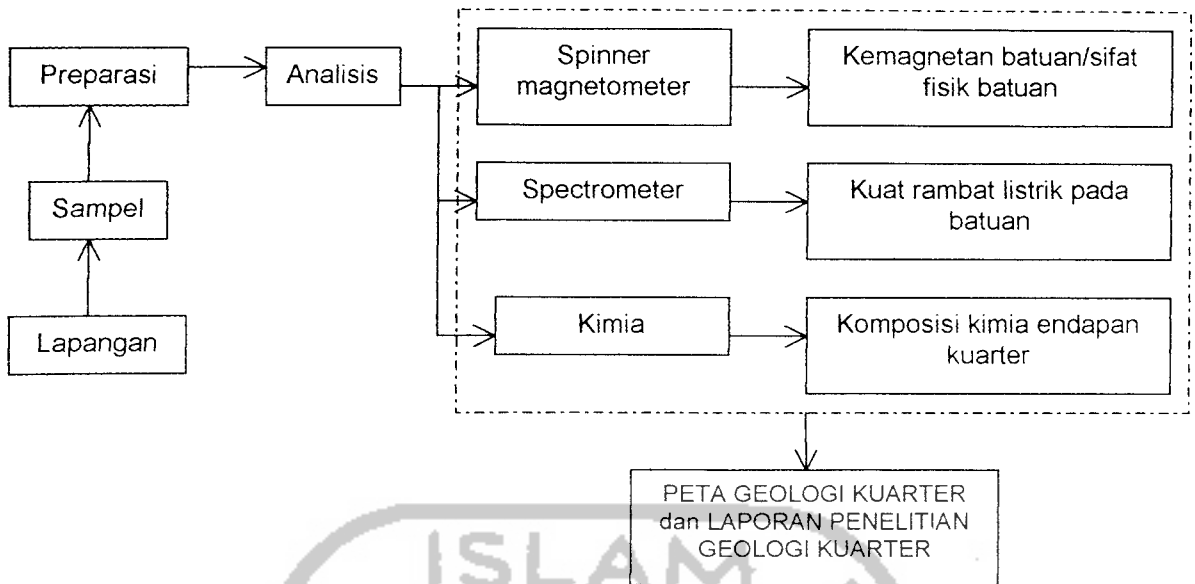 Preparasi
Analisis
Spinner
magnetometer
Kemagnetan batuan/sifat
fisik batuan
Sampel
Spectrometer
Kuat rambat listrik pada
batuan
Lapangan
Kimia
Komposisi kimia endapan
kuarter
PETA GEOLOGI KUARTER
dan LAPORAN PENELITIAN
GEOLOGI KUARTER
ISLAM